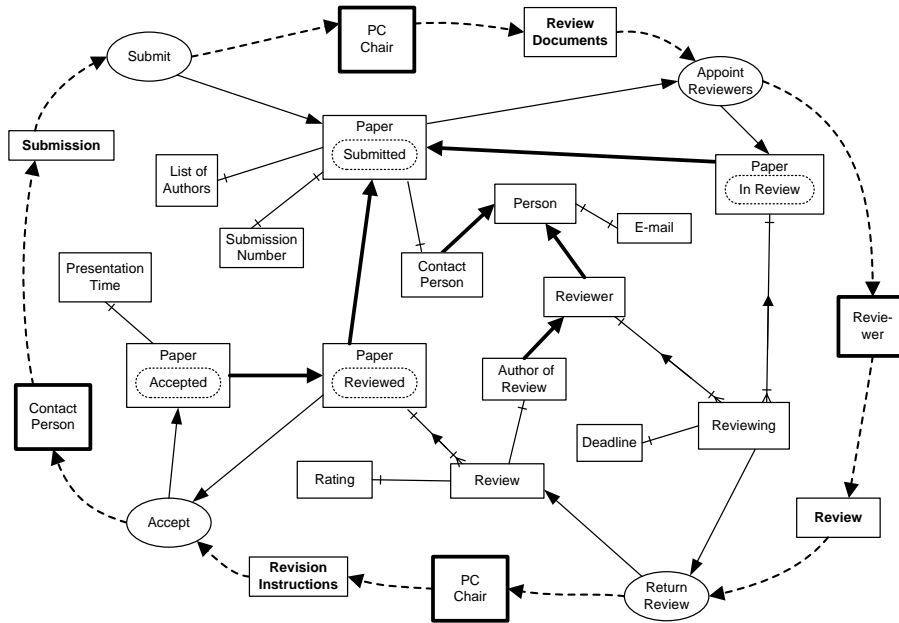 PC
Chair
Review
Documents
Submit
Appoint
Reviewers
Submission
Paper
Submitted
List of
Authors
Paper
In Review
Person
E-mail
Submission
Number
Contact
Person
Presentation
Time
Reviewer
Revie-
wer
Paper
Accepted
Paper
Reviewed
Author of
Review
Contact
Person
Reviewing
Deadline
Rating
Review
Review
Accept
Revision
Instructions
PC
Chair
Return
Review